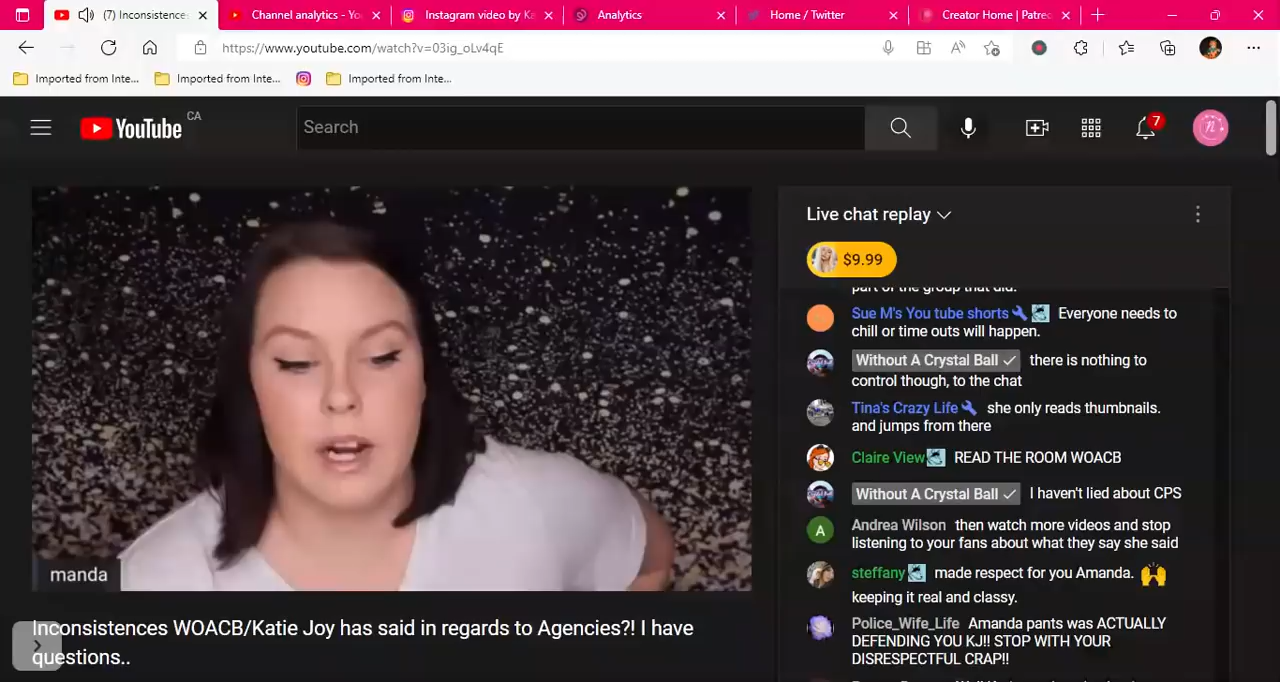 (7) Inconsistence
Channel analytics - Yo
Instagram video by Ka
Analytics
Home / Twitter
Creator Home | Patreo
https://www.youtube.com/watch?v=03ig_oLv4qE
Imported from Inte...
Imported from Inte...
Imported from Inte...
YouTube CA
Search
7
Live chat replay
$9.99
part of the group that did.
Sue M's You tube shorts Everyone needs to
chill or time outs will happen.
Without A Crystal Ball there is nothing to
control though, to the chat
Tina's Crazy Life she only reads thumbnails.
and jumps from there
Claire View READ THE ROOM WOACB
Without A Crystal Ball I haven't lied about CPS
A Andrea Wilson then watch more videos and stop
listening to your fans about what they say she said
steffany made respect for you Amanda.
keeping it real and classy.
Police_Wife_Life Amanda pants was ACTUALLY
DEFENDING YOU KJ!! STOP WITH YOUR
DISRESPECTFUL CRAP!!
manda
Inconsistences WOACB/Katie Joy has said in regards to Agencies?! I have
questions..